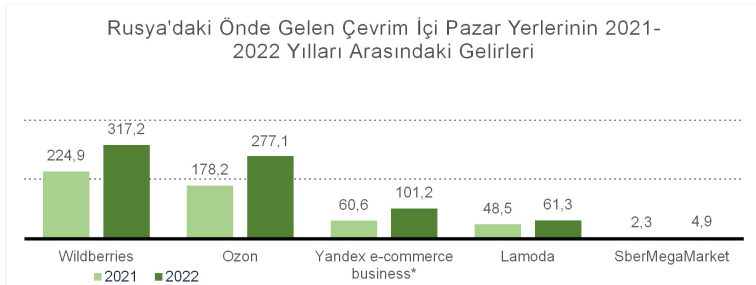 Rusya'daki Önde Gelen Çevrim İçi Pazar Yerlerinin 2021-
2022 Yılları Arasındaki Gelirleri
224,9
317,2
178,2
277,1
60,6
101,2
48,5
61,3
2,3
4,9
Wildberries
Ozon
Yandex e-commerce
business*
Lamoda
SberMegaMarket
2021
2022